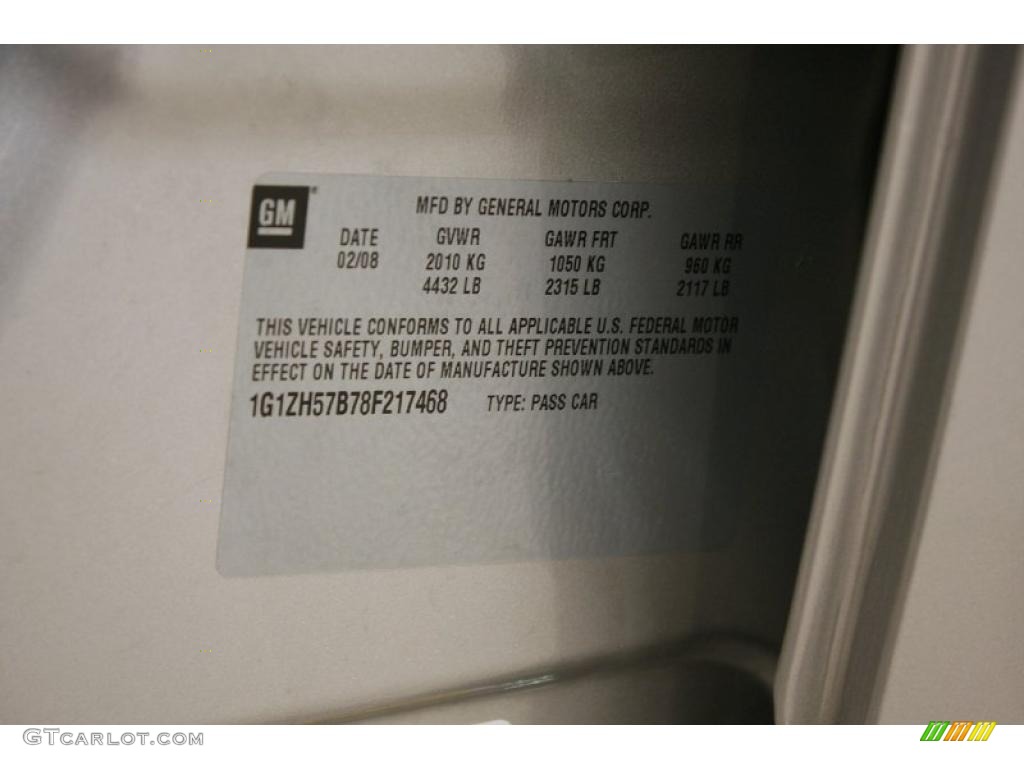 GM
MFD BY GENERAL MOTORS CORP.
DATE GVWR GAWR FRT GAWR RR
02/08 2010 KG 1050 KG 960 KG
4432 LB 2315 LB 2117 LB
THIS VEHICLE CONFORMS TO ALL APPLICABLE U.S. FEDERAL MOTOR
VEHICLE SAFETY, BUMPER, AND THEFT PREVENTION STANDARDS IN
EFFECT ON THE DATE OF MANUFACTURE SHOWN ABOVE.
1G1ZH57B78F217468 TYPE: PASS CAR
GTCARLOT.COM